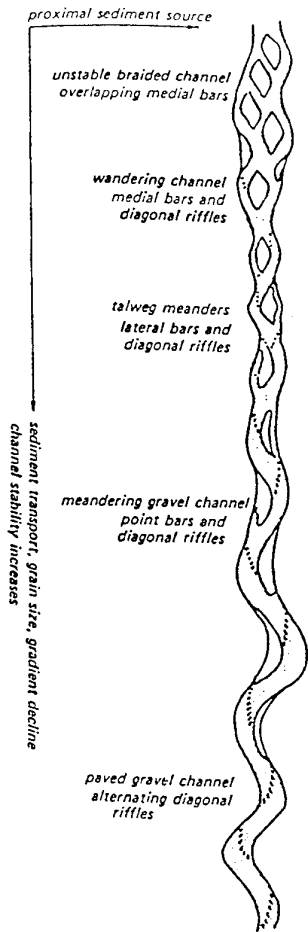 proximal sediment source
unstable braided channel
overlapping medial bars
wandering channel
medial bars and
diagonal riffles
talweg meanders
lateral bars and
diagonal riffles
sediment transport, grain size, gradient decline
channel stability increases
meandering gravel channel
point bars and
diagonal riffles
paved gravel channel
alternating diagonal
riffles